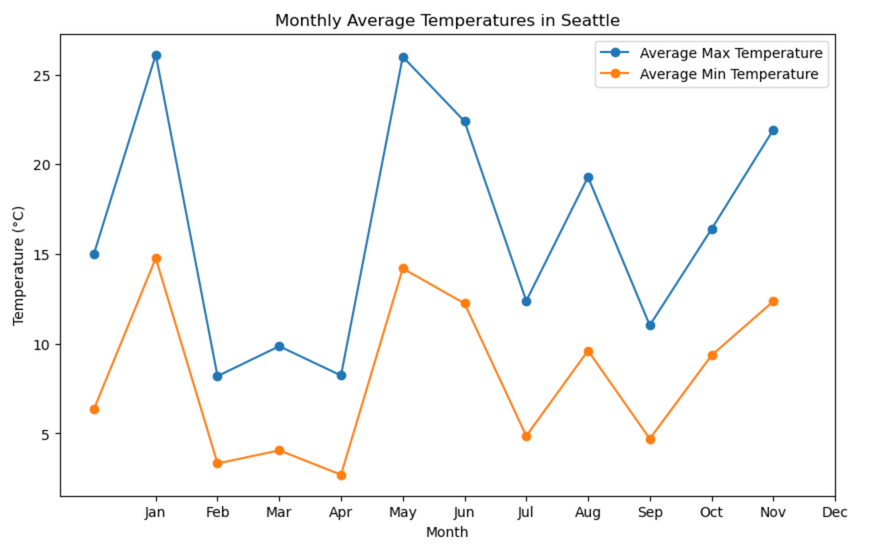 Monthly Average Temperatures in Seattle
Average Max Temperature
Average Min Temperature
25
20
15
10
5
Temperature (°C)
Jan Feb Mar Apr May Jun Jul Aug Sep Oct Nov Dec
Month